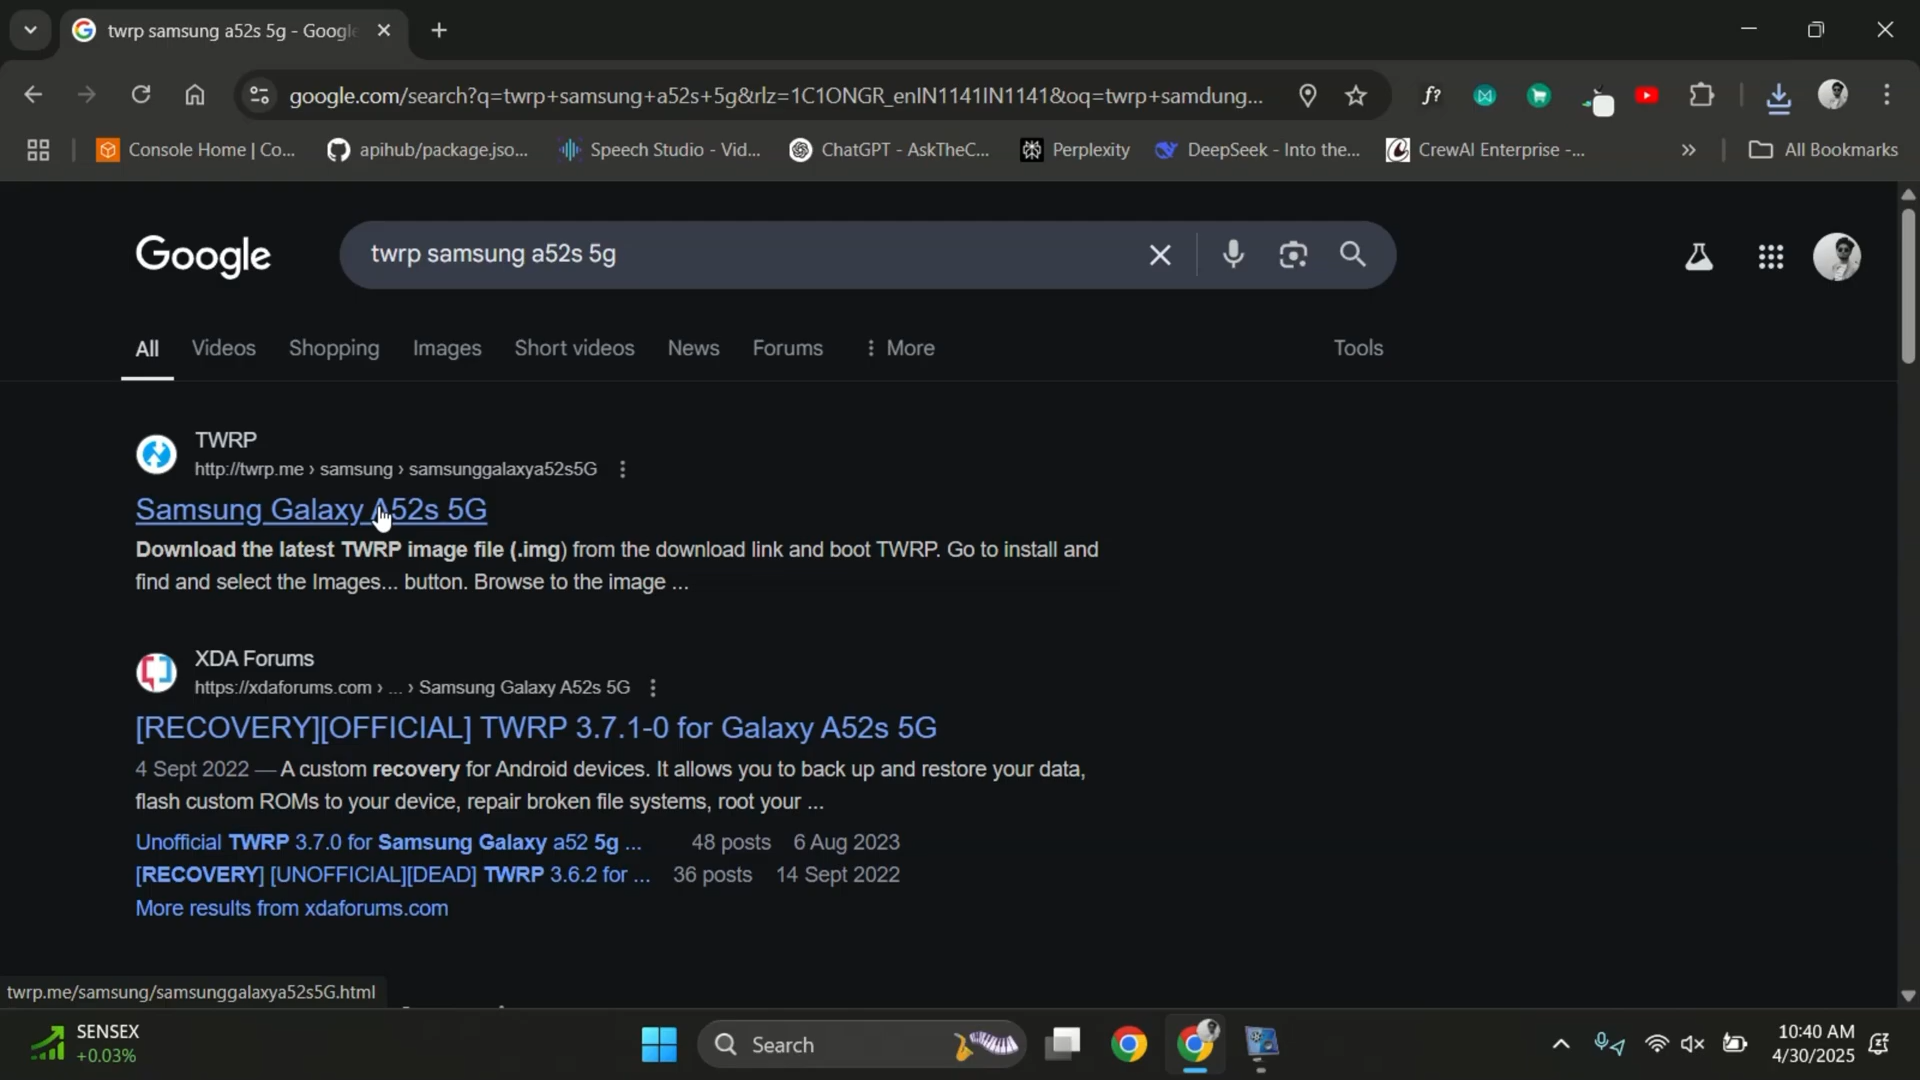 twrp samsung a52s 5g - Google
google.com/search?q=twrp+samsung+a52s+5g&rlz=1C1ONGR_enIN1141IN1141&oq=twrp+samdung...
f?
Console Home | Co...
apihub/package.jso...
Speech Studio - Vid...
ChatGPT - AskTheC...
Perplexity
DeepSeek - Into the...
CrewAI Enterprise -...
»
All Bookmarks
Google
twrp samsung a52s 5g
All
Videos
Shopping
Images
Short videos
News
Forums
More
Tools
TWRP
http://twrp.me › samsung › samsunggalaxya52s5G
Samsung Galaxy A52s 5G
Download the latest TWRP image file (.img) from the download link and boot TWRP. Go to install and
find and select the Images... button. Browse to the image ...
XDA Forums
https://xdaforums.com › ... › Samsung Galaxy A52s 5G
[RECOVERY][OFFICIAL] TWRP 3.7.1-0 for Galaxy A52s 5G
4 Sept 2022 — A custom recovery for Android devices. It allows you to back up and restore your data,
flash custom ROMs to your device, repair broken file systems, root your ...
Unofficial TWRP 3.7.0 for Samsung Galaxy a52 5g ... 48 posts 6 Aug 2023
[RECOVERY] [UNOFFICIAL][DEAD] TWRP 3.6.2 for ... 36 posts 14 Sept 2022
More results from xdaforums.com
twrp.me/samsung/samsunggalaxya52s5G.html
SENSEX
+0.03%
Search
10:40 AM
4/30/2025